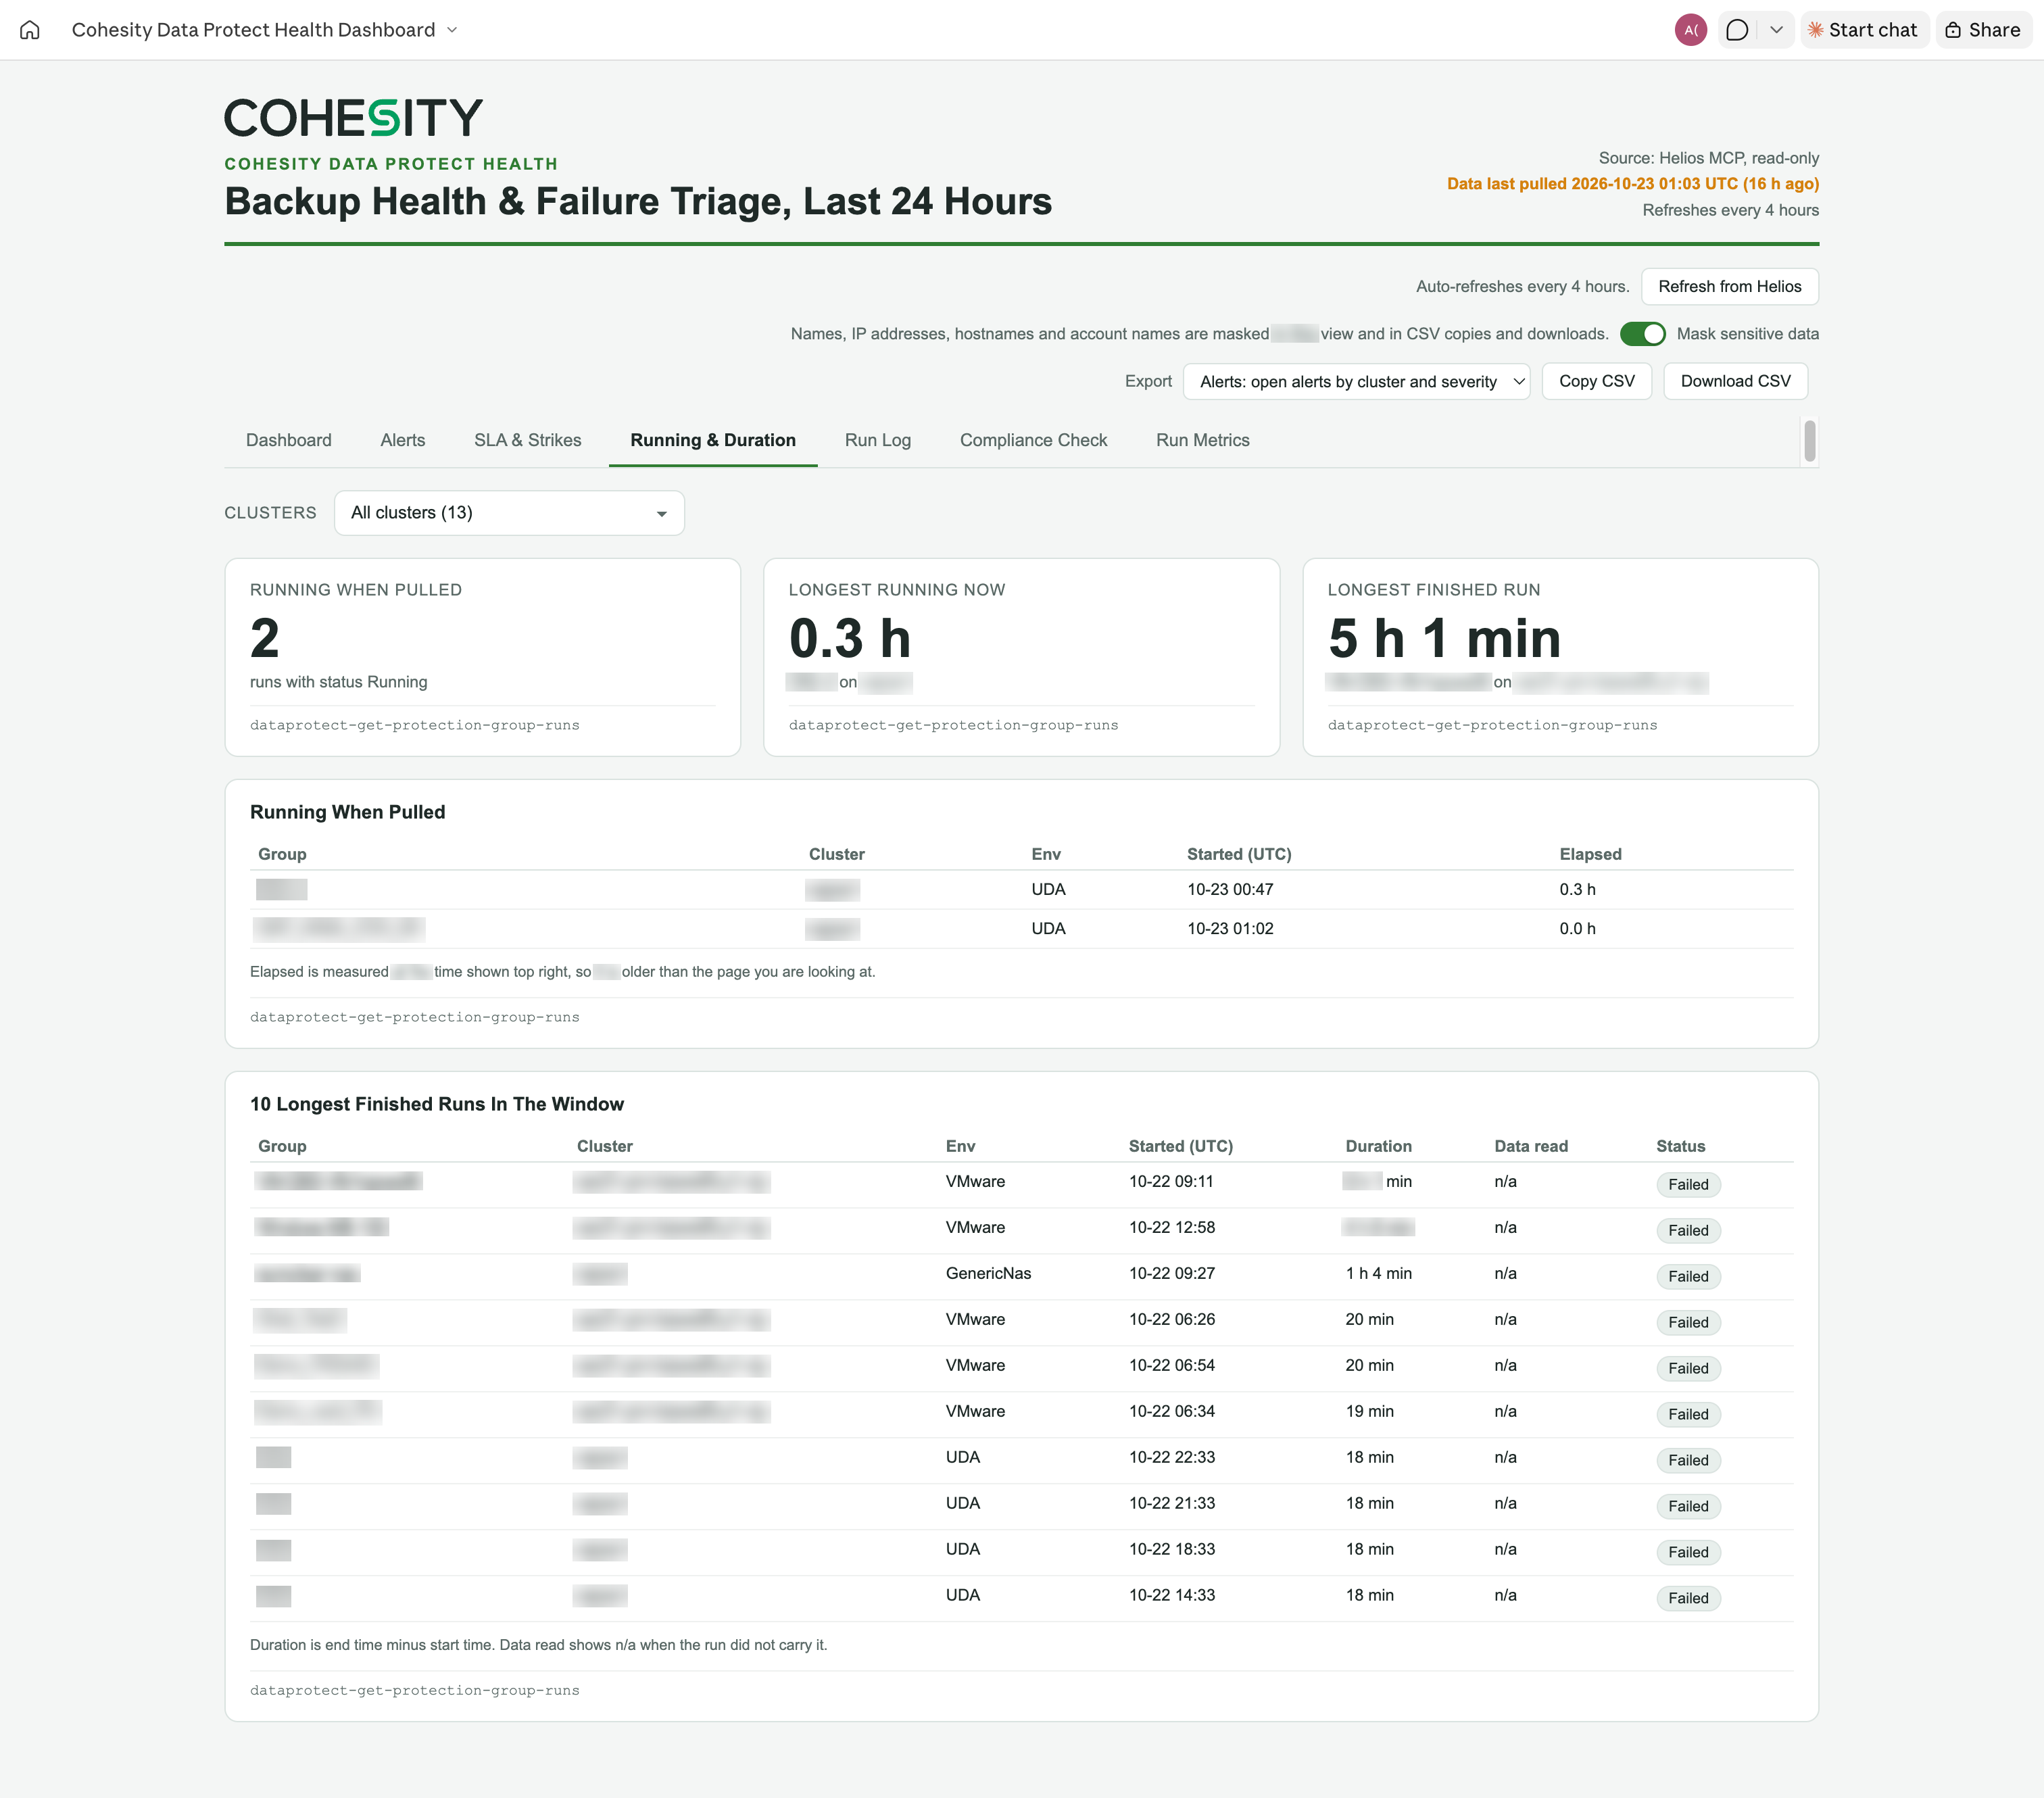 Cohesity Data Protect Health Dashboard
A(
Start chat
Share
COHESITY
COHESITY DATA PROTECT HEALTH
Backup Health & Failure Triage, Last 24 Hours
Source: Helios MCP, read-only
Data last pulled 2026-10-23 01:03 UTC (16 h ago)
Refreshes every 4 hours
Auto-refreshes every 4 hours.
Refresh from Helios
Names, IP addresses, hostnames and account names are masked view and in CSV copies and downloads.
Mask sensitive data
Export
Alerts: open alerts by cluster and severity
Copy CSV
Download CSV
Dashboard
Alerts
SLA & Strikes
Running & Duration
Run Log
Compliance Check
Run Metrics
CLUSTERS
All clusters (13)
RUNNING WHEN PULLED
2
runs with status Running
dataprotect-get-protection-group-runs
LONGEST RUNNING NOW
0.3 h
on
dataprotect-get-protection-group-runs
LONGEST FINISHED RUN
5 h 1 min
on
dataprotect-get-protection-group-runs
Running When Pulled
Group Cluster Env Started (UTC) Elapsed
UDA 10-23 00:47 0.3 h
UDA 10-23 01:02 0.0 h
Elapsed is measured time shown top right, so older than the page you are looking at.
dataprotect-get-protection-group-runs
10 Longest Finished Runs In The Window
Group Cluster Env Started (UTC) Duration Data read Status
VMware 10-22 09:11 min n/a Failed
VMware 10-22 12:58 n/a Failed
GenericNas 10-22 09:27 1 h 4 min n/a Failed
VMware 10-22 06:26 20 min n/a Failed
VMware 10-22 06:54 20 min n/a Failed
VMware 10-22 06:34 19 min n/a Failed
UDA 10-22 22:33 18 min n/a Failed
UDA 10-22 21:33 18 min n/a Failed
UDA 10-22 18:33 18 min n/a Failed
UDA 10-22 14:33 18 min n/a Failed
Duration is end time minus start time. Data read shows n/a when the run did not carry it.
dataprotect-get-protection-group-runs